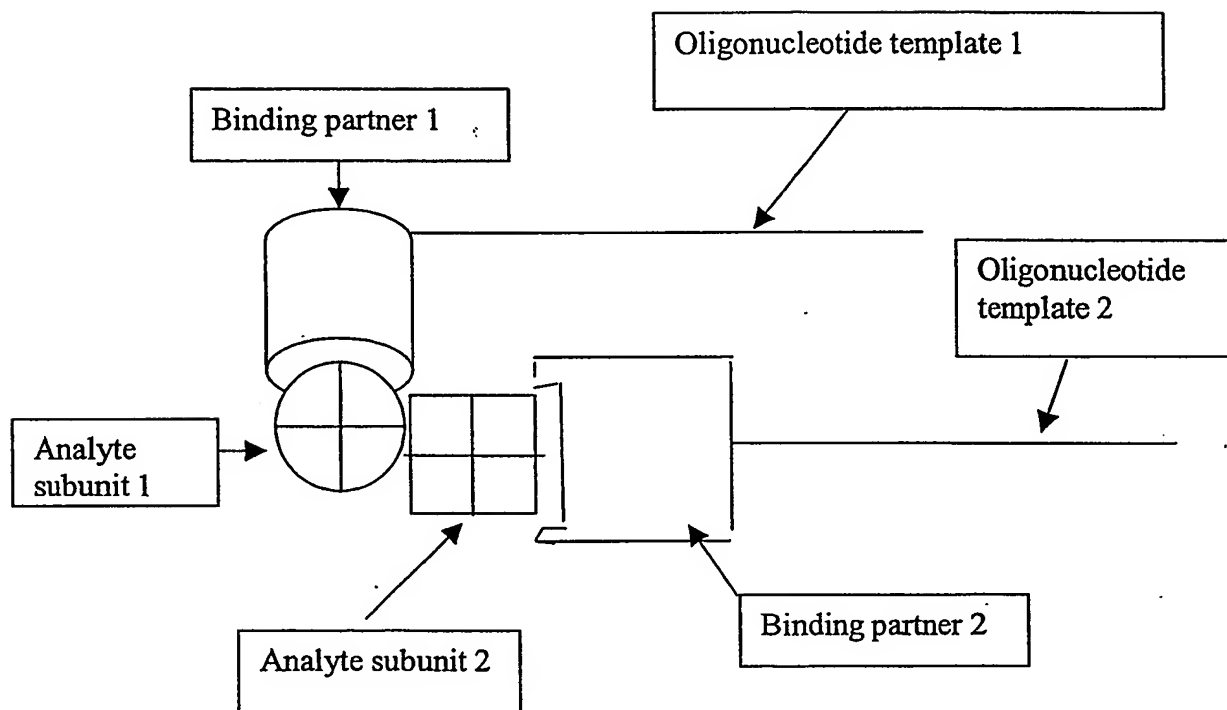 Oligonucleotide template 1
Binding partner 1
Oligonucleotide
template 2
Analyte
subunit 1
Binding partner 2
Analyte subunit 2